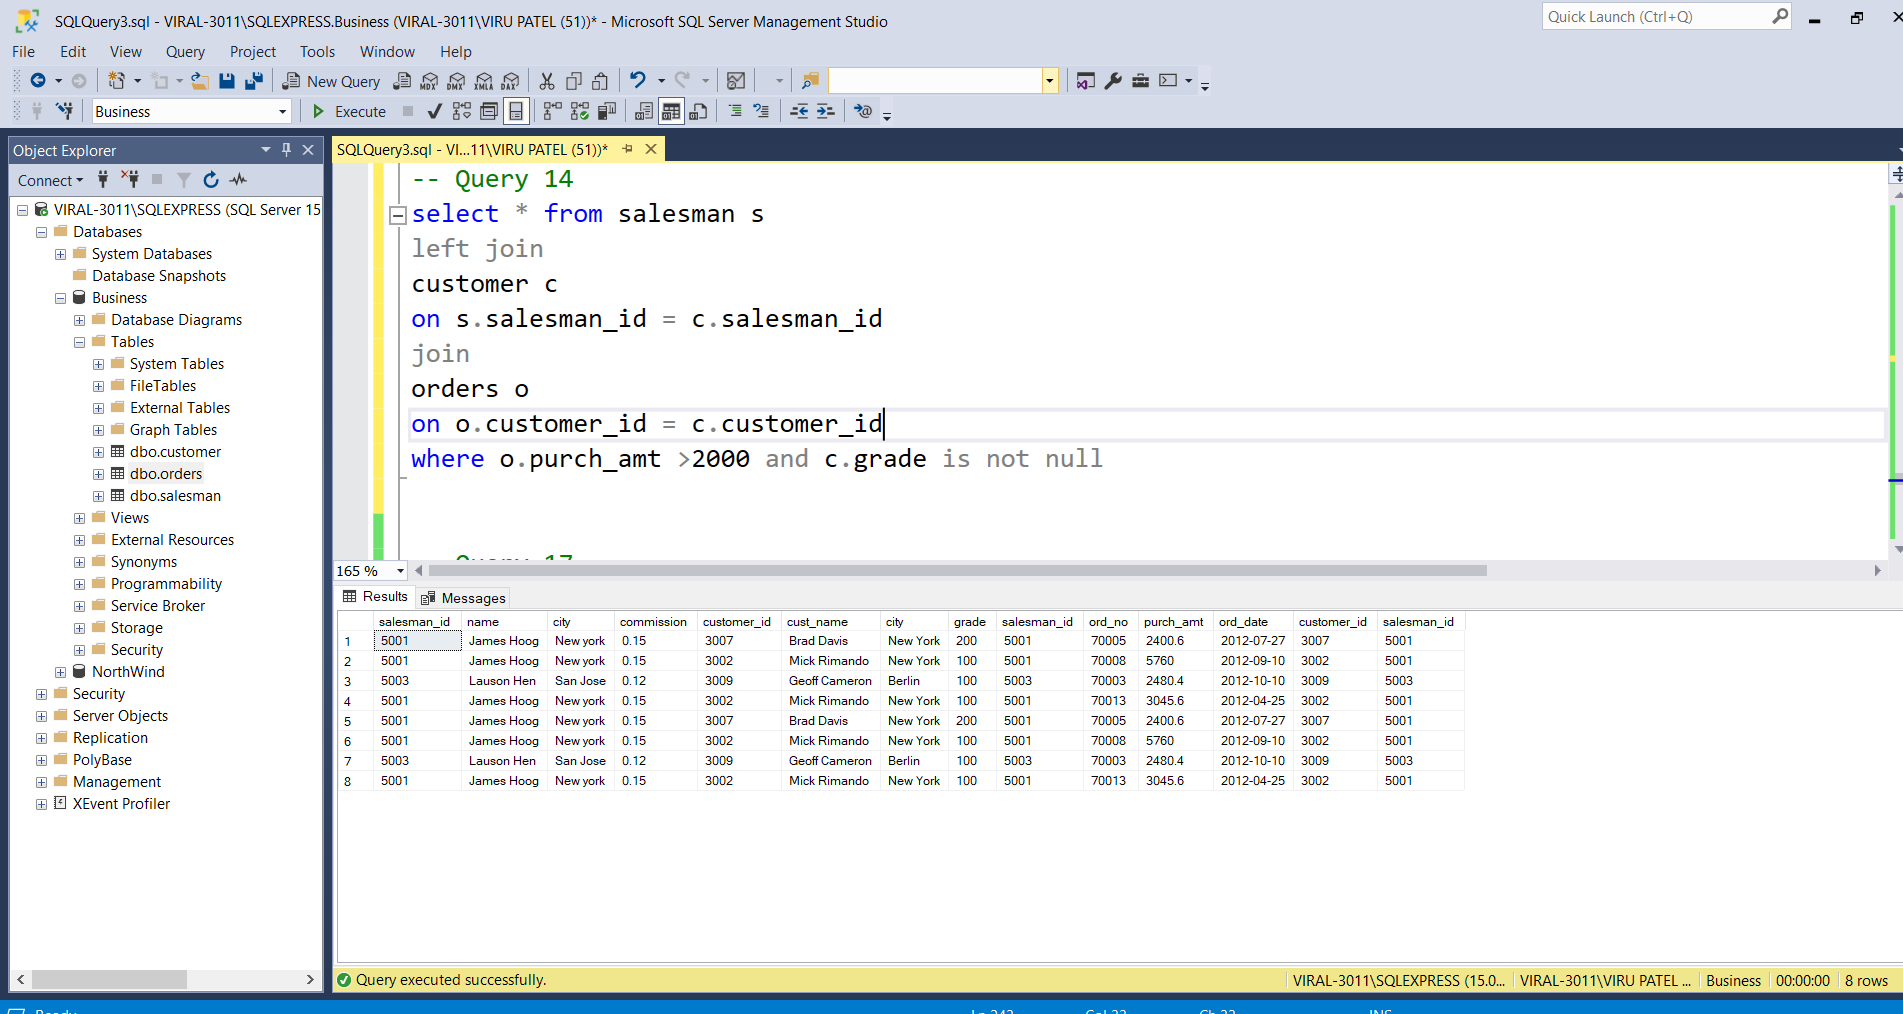 SQLQuery3.sql - VIRAL-3011\SQLEXPRESS.Business (VIRAL-3011\VIRU PATEL (51))* - Microsoft SQL Server Management Studio
Quick Launch (Ctrl+Q)
File Edit View Query Project Tools Window Help
New Query MDX DMX XMLA DAX
Business Execute
Object Explorer
Connect
VIRAL-3011\SQLEXPRESS (SQL Server 15
Databases
System Databases
Database Snapshots
Business
Database Diagrams
Tables
System Tables
FileTables
External Tables
Graph Tables
dbo.customer
dbo.orders
dbo.salesman
Views
External Resources
Synonyms
Programmability
Service Broker
Storage
Security
NorthWind
Security
Server Objects
Replication
PolyBase
Management
XEvent Profiler
SQLQuery3.sql - VI...11\VIRU PATEL (51))*
-- Query 14
select * from salesman s
left join
customer c
on s.salesman_id = c.salesman_id
join
orders o
on o.customer_id = c.customer_id
where o.purch_amt >2000 and c.grade is not null
Query 17
165 %
Results Messages
salesman_id name city commission customer_id cust_name city grade salesman_id ord_no purch_amt ord_date customer_id salesman_id
1 5001 James Hoog New york 0.15 3007 Brad Davis New York 200 5001 70005 2400.6 2012-07-27 3007 5001
2 5001 James Hoog New york 0.15 3002 Mick Rimando New York 100 5001 70008 5760 2012-09-10 3002 5001
3 5003 Lauson Hen San Jose 0.12 3009 Geoff Cameron Berlin 100 5003 70003 2480.4 2012-10-10 3009 5003
4 5001 James Hoog New york 0.15 3002 Mick Rimando New York 100 5001 70013 3045.6 2012-04-25 3002 5001
5 5001 James Hoog New york 0.15 3007 Brad Davis New York 200 5001 70005 2400.6 2012-07-27 3007 5001
6 5001 James Hoog New york 0.15 3002 Mick Rimando New York 100 5001 70008 5760 2012-09-10 3002 5001
7 5003 Lauson Hen San Jose 0.12 3009 Geoff Cameron Berlin 100 5003 70003 2480.4 2012-10-10 3009 5003
8 5001 James Hoog New york 0.15 3002 Mick Rimando New York 100 5001 70013 3045.6 2012-04-25 3002 5001
Query executed successfully. VIRAL-3011\SQLEXPRESS (15.0... VIRAL-3011\VIRU PATEL ... Business 00:00:00 8 rows